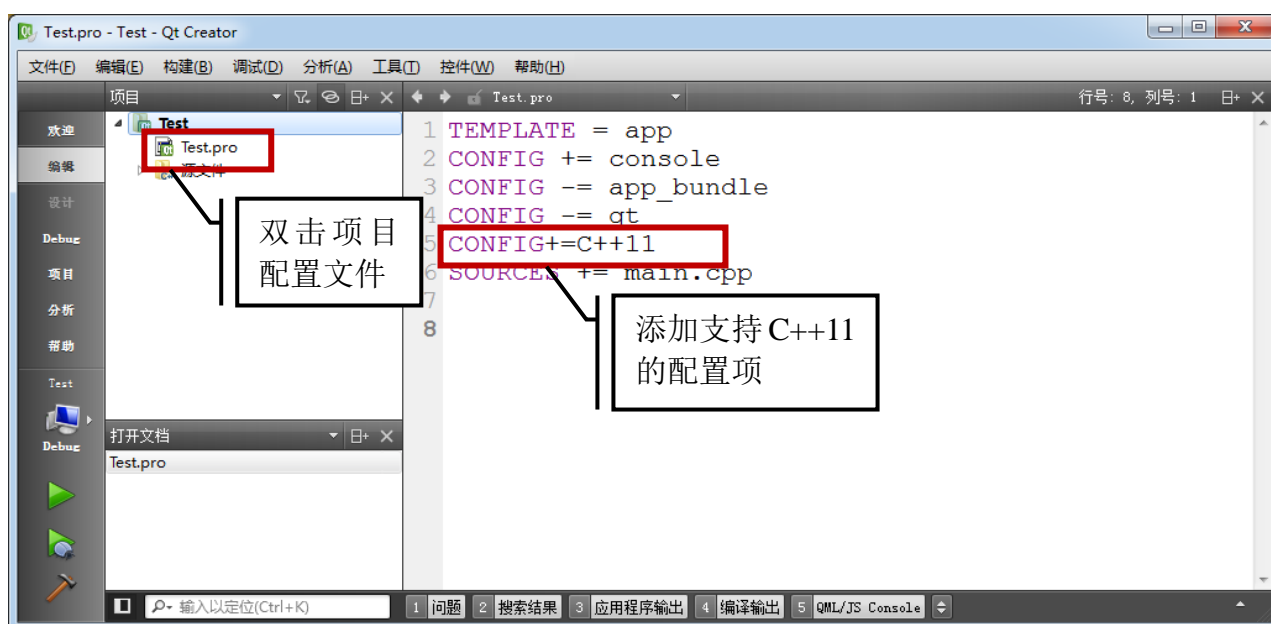 Test.pro - Test - Qt Creator
文件(F) 编辑(E) 构建(B) 调试(D) 分析(A) 工具(T) 控件(W) 帮助(H)
项目
Test.pro
行号: 8, 列号: 1
欢迎
编辑
设计
Debug
项目
分析
帮助
Test
Debug
Test
Test.pro
源文件
双击项目
配置文件
1 TEMPLATE = app
2 CONFIG += console
3 CONFIG -= app_bundle
4 CONFIG -= qt
5 CONFIG+=C++11
6 SOURCES += main.cpp
7
8
添加支持C++11
的配置项
打开文档
Test.pro
输入以定位(Ctrl+K)
1 问题 2 搜索结果 3 应用程序输出 4 编译输出 5 QML/JS Console